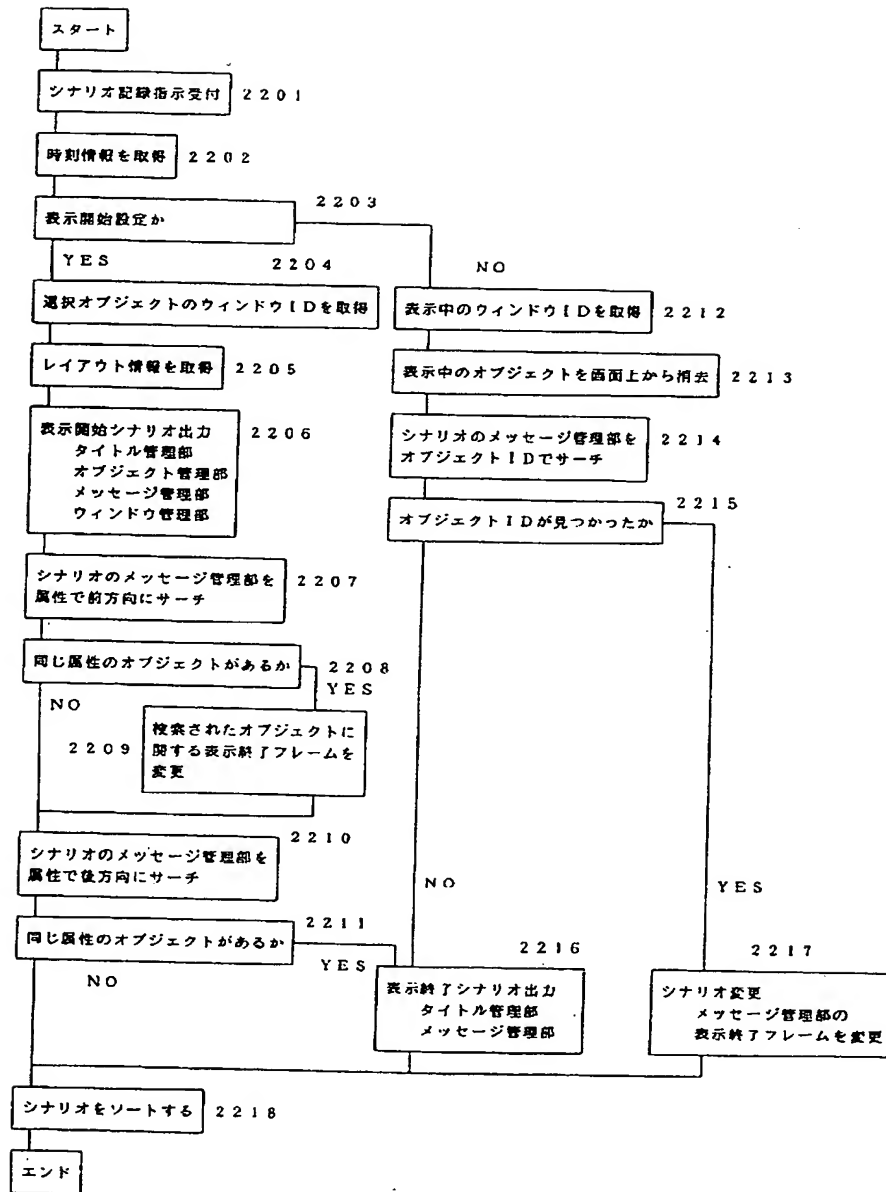 スタート
シナリオ記録指示受付 2201
時刻情報を取得 2202
表示開始設定か 2203
YES
2204
選択オブジェクトのウィンドウIDを取得
レイアウト情報を取得 2205
表示開始シナリオ出力 2206
タイトル管理部
オブジェクト管理部
メッセージ管理部
ウィンドウ管理部
シナリオのメッセージ管理部を 2207
属性で前方向にサーチ
同じ属性のオブジェクトがあるか 2208
NO
YES
2209
検索されたオブジェクトに
関する表示終了フレームを
変更
2210
シナリオのメッセージ管理部を
属性で後方向にサーチ
2211
同じ属性のオブジェクトがあるか
NO
YES
NO
表示中のウィンドウIDを取得 2212
表示中のオブジェクトを画面上から消去 2213
シナリオのメッセージ管理部を 2214
オブジェクトIDでサーチ
2215
オブジェクトIDが見つかったか
NO
YES
2216
表示終了シナリオ出力
タイトル管理部
メッセージ管理部
2217
シナリオ変更
メッセージ管理部の
表示終了フレームを変更
シナリオをソートする 2218
エンド